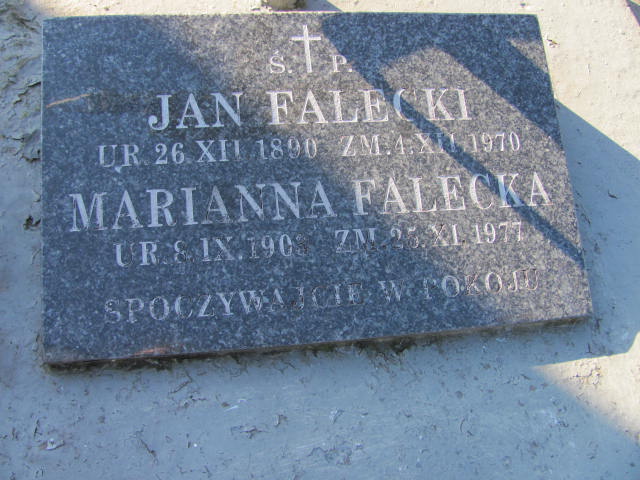 Ś. P.
JAN FALECKI
UR. 26. XII 1890 ZM. 4. XII. 1970
MARIANNA FALECKA
UR. 8. IX. 1908 ZM. 25. XI. 1977
SPOCZYWAJCIE W POKOJU